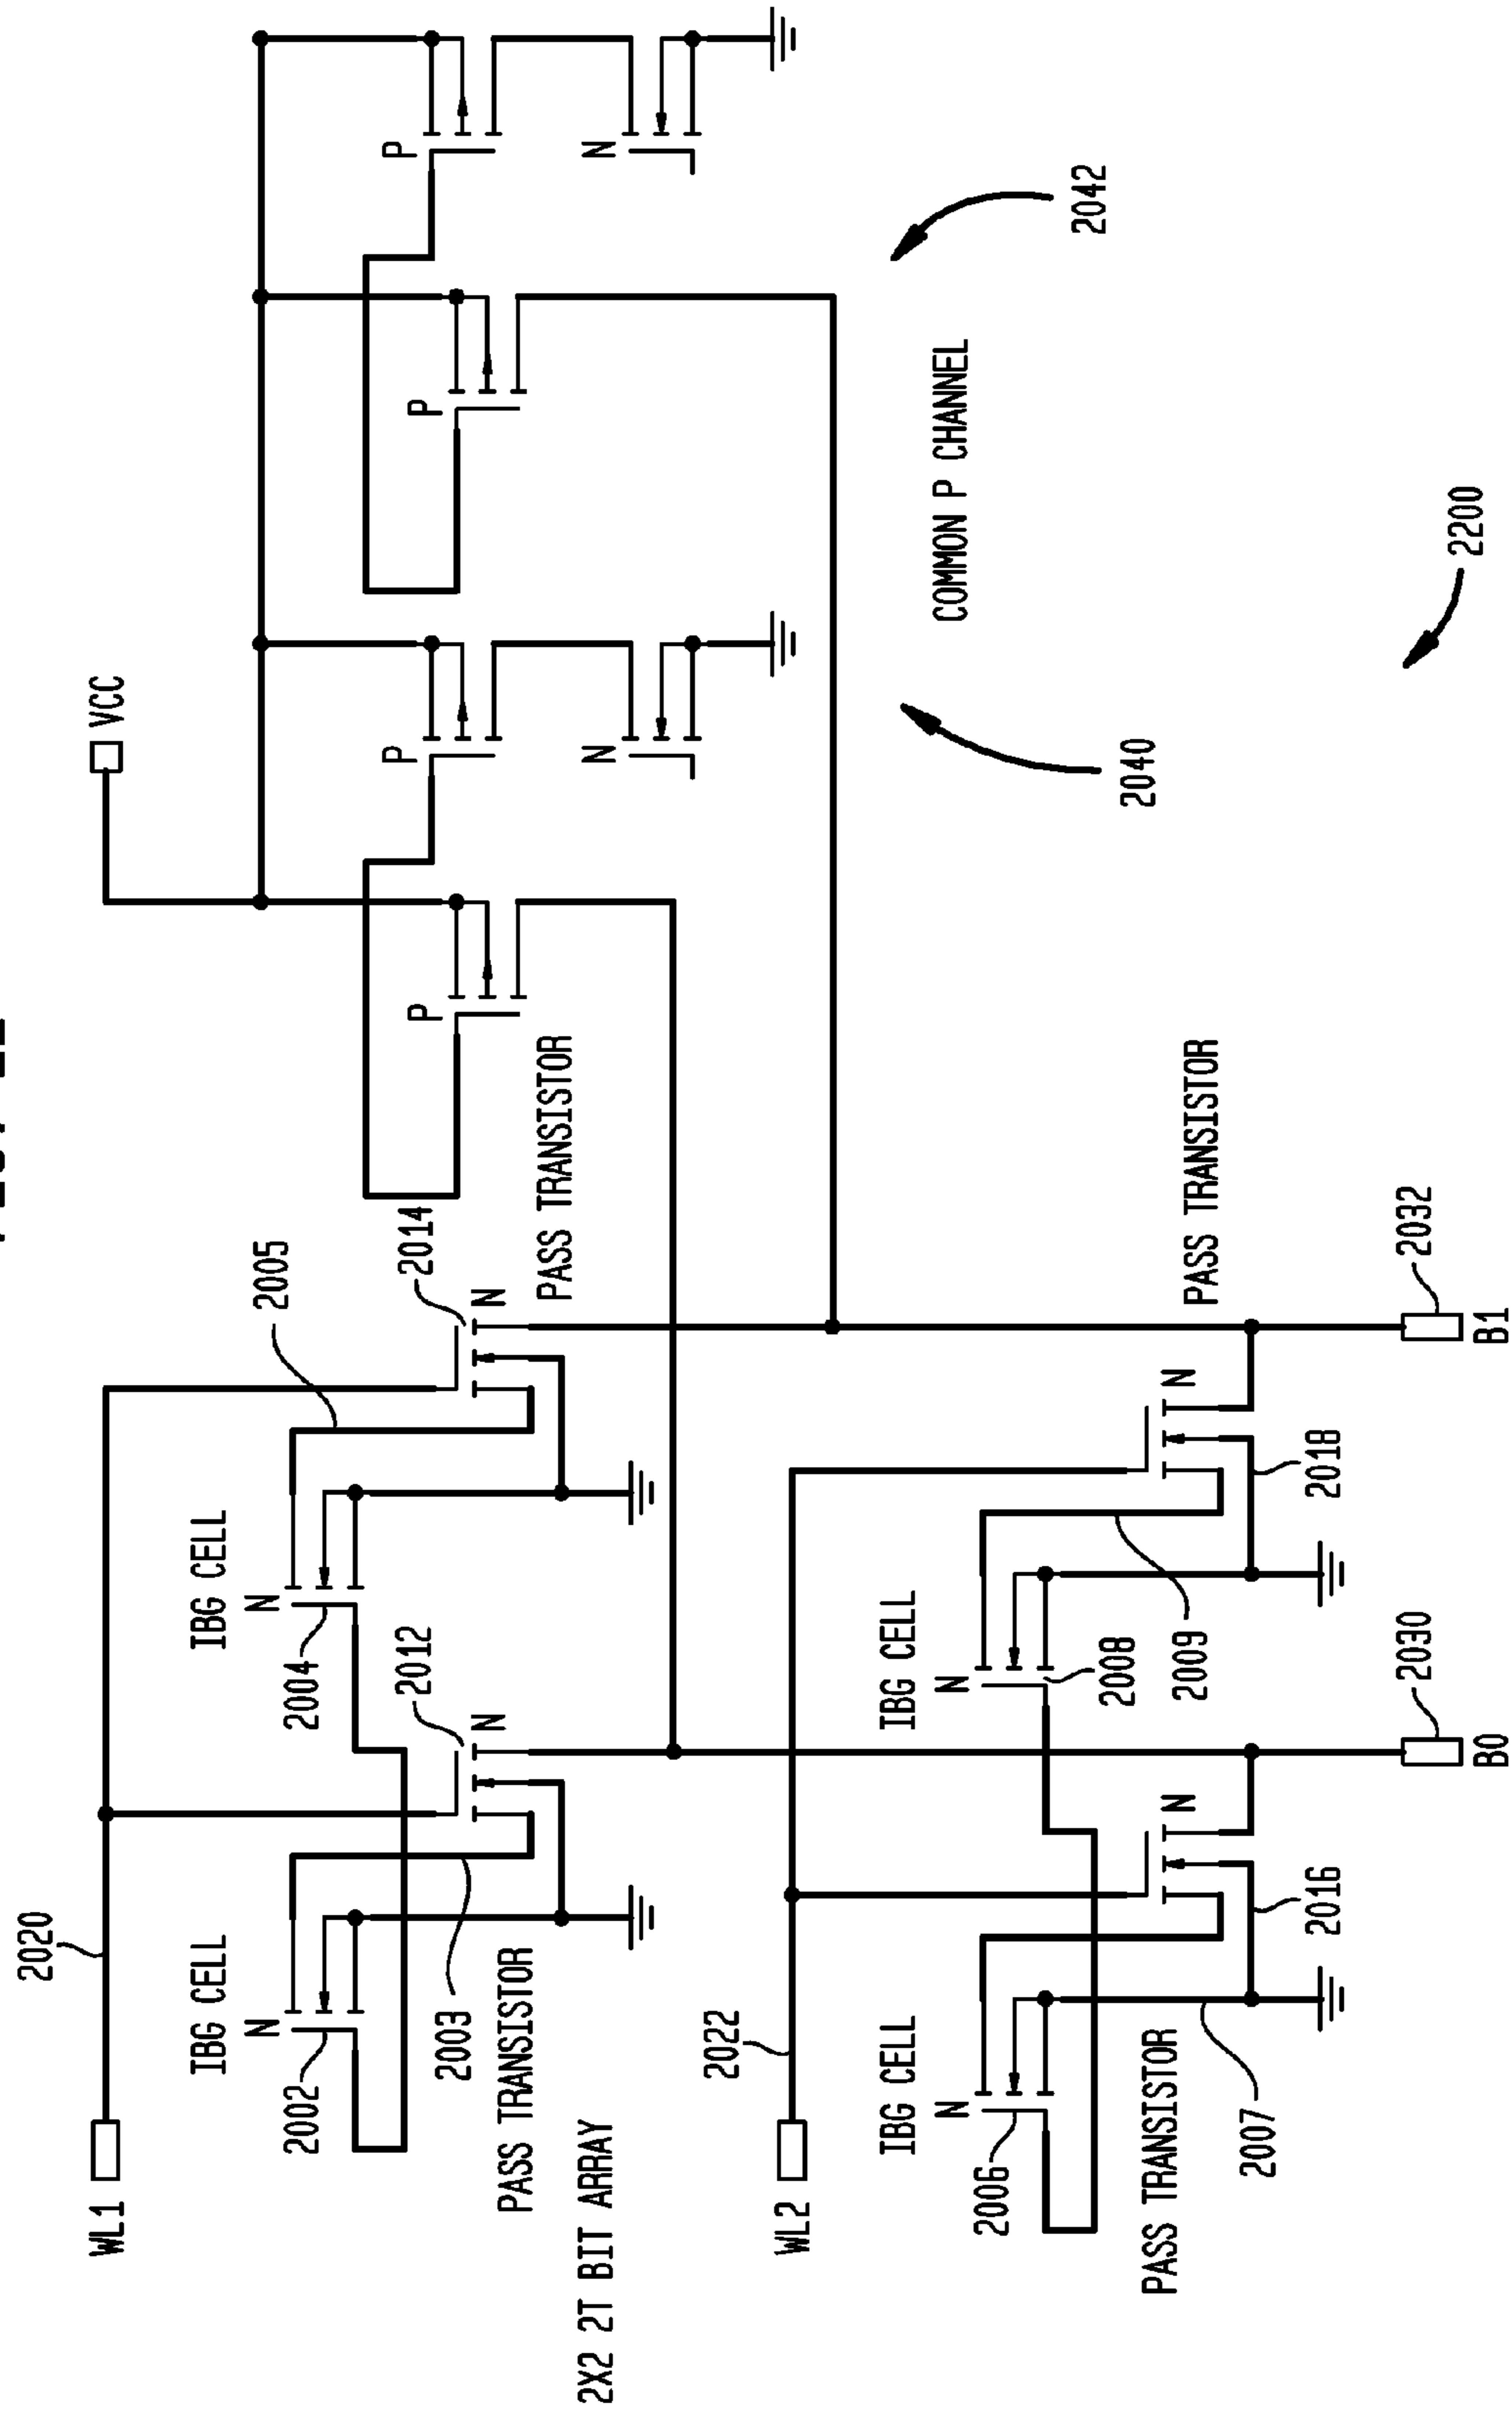 2020
WL1
VCC
IBG CELL
IBG CELL
N
N
2005
2002
2004
2012
2014
P
P
P
P
2003
N
N
PASS TRANSISTOR
PASS TRANSISTOR
2X2 2T BIT ARRAY
N
N
2022
WL2
IBG CELL
IBG CELL
N
N
COMMON P CHANNEL
2006
2042
2008
2040
PASS TRANSISTOR
N
N
2009
PASS TRANSISTOR
2007
2016
2018
2030
2032
2200
B0
B1